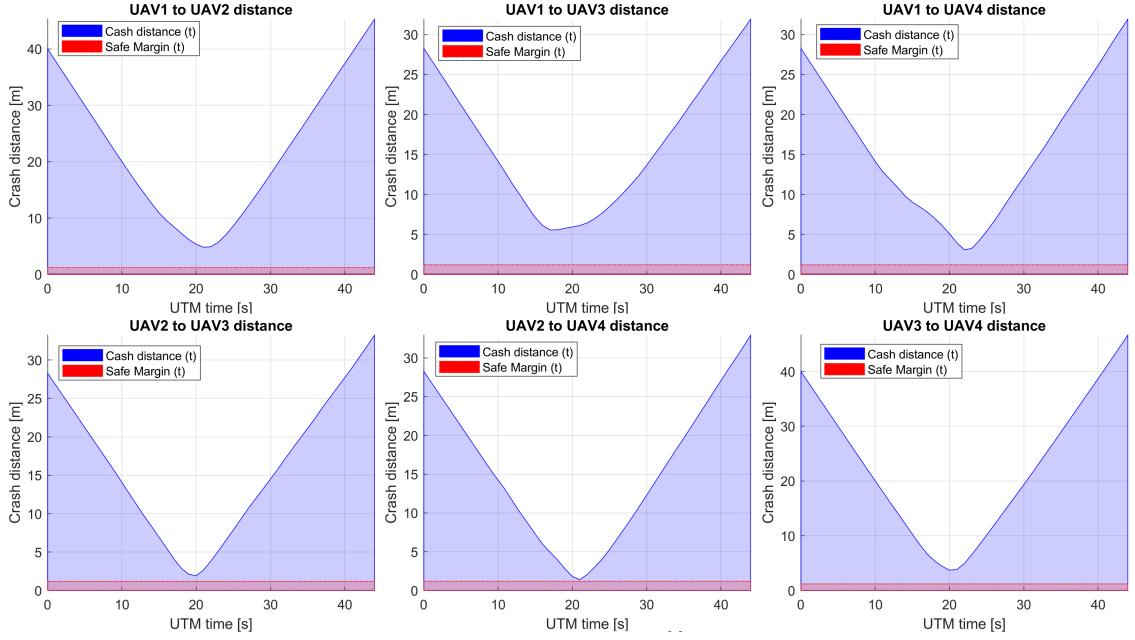 UAV1 to UAV2 distance
Cash distance (t)
Safe Margin (t)
Crash distance [m]
0
10
20
30
40
0
10
20
30
40
UTM time [s]
UAV1 to UAV3 distance
Cash distance (t)
Safe Margin (t)
Crash distance [m]
0
5
10
15
20
25
30
0
10
20
30
40
UTM time [s]
UAV1 to UAV4 distance
Cash distance (t)
Safe Margin (t)
Crash distance [m]
0
5
10
15
20
25
30
0
10
20
30
40
UTM time [s]
UAV2 to UAV3 distance
Cash distance (t)
Safe Margin (t)
Crash distance [m]
0
5
10
15
20
25
30
0
10
20
30
40
UTM time [s]
UAV2 to UAV4 distance
Cash distance (t)
Safe Margin (t)
Crash distance [m]
0
5
10
15
20
25
30
0
10
20
30
40
UTM time [s]
UAV3 to UAV4 distance
Cash distance (t)
Safe Margin (t)
Crash distance [m]
0
10
20
30
40
0
10
20
30
40
UTM time [s]